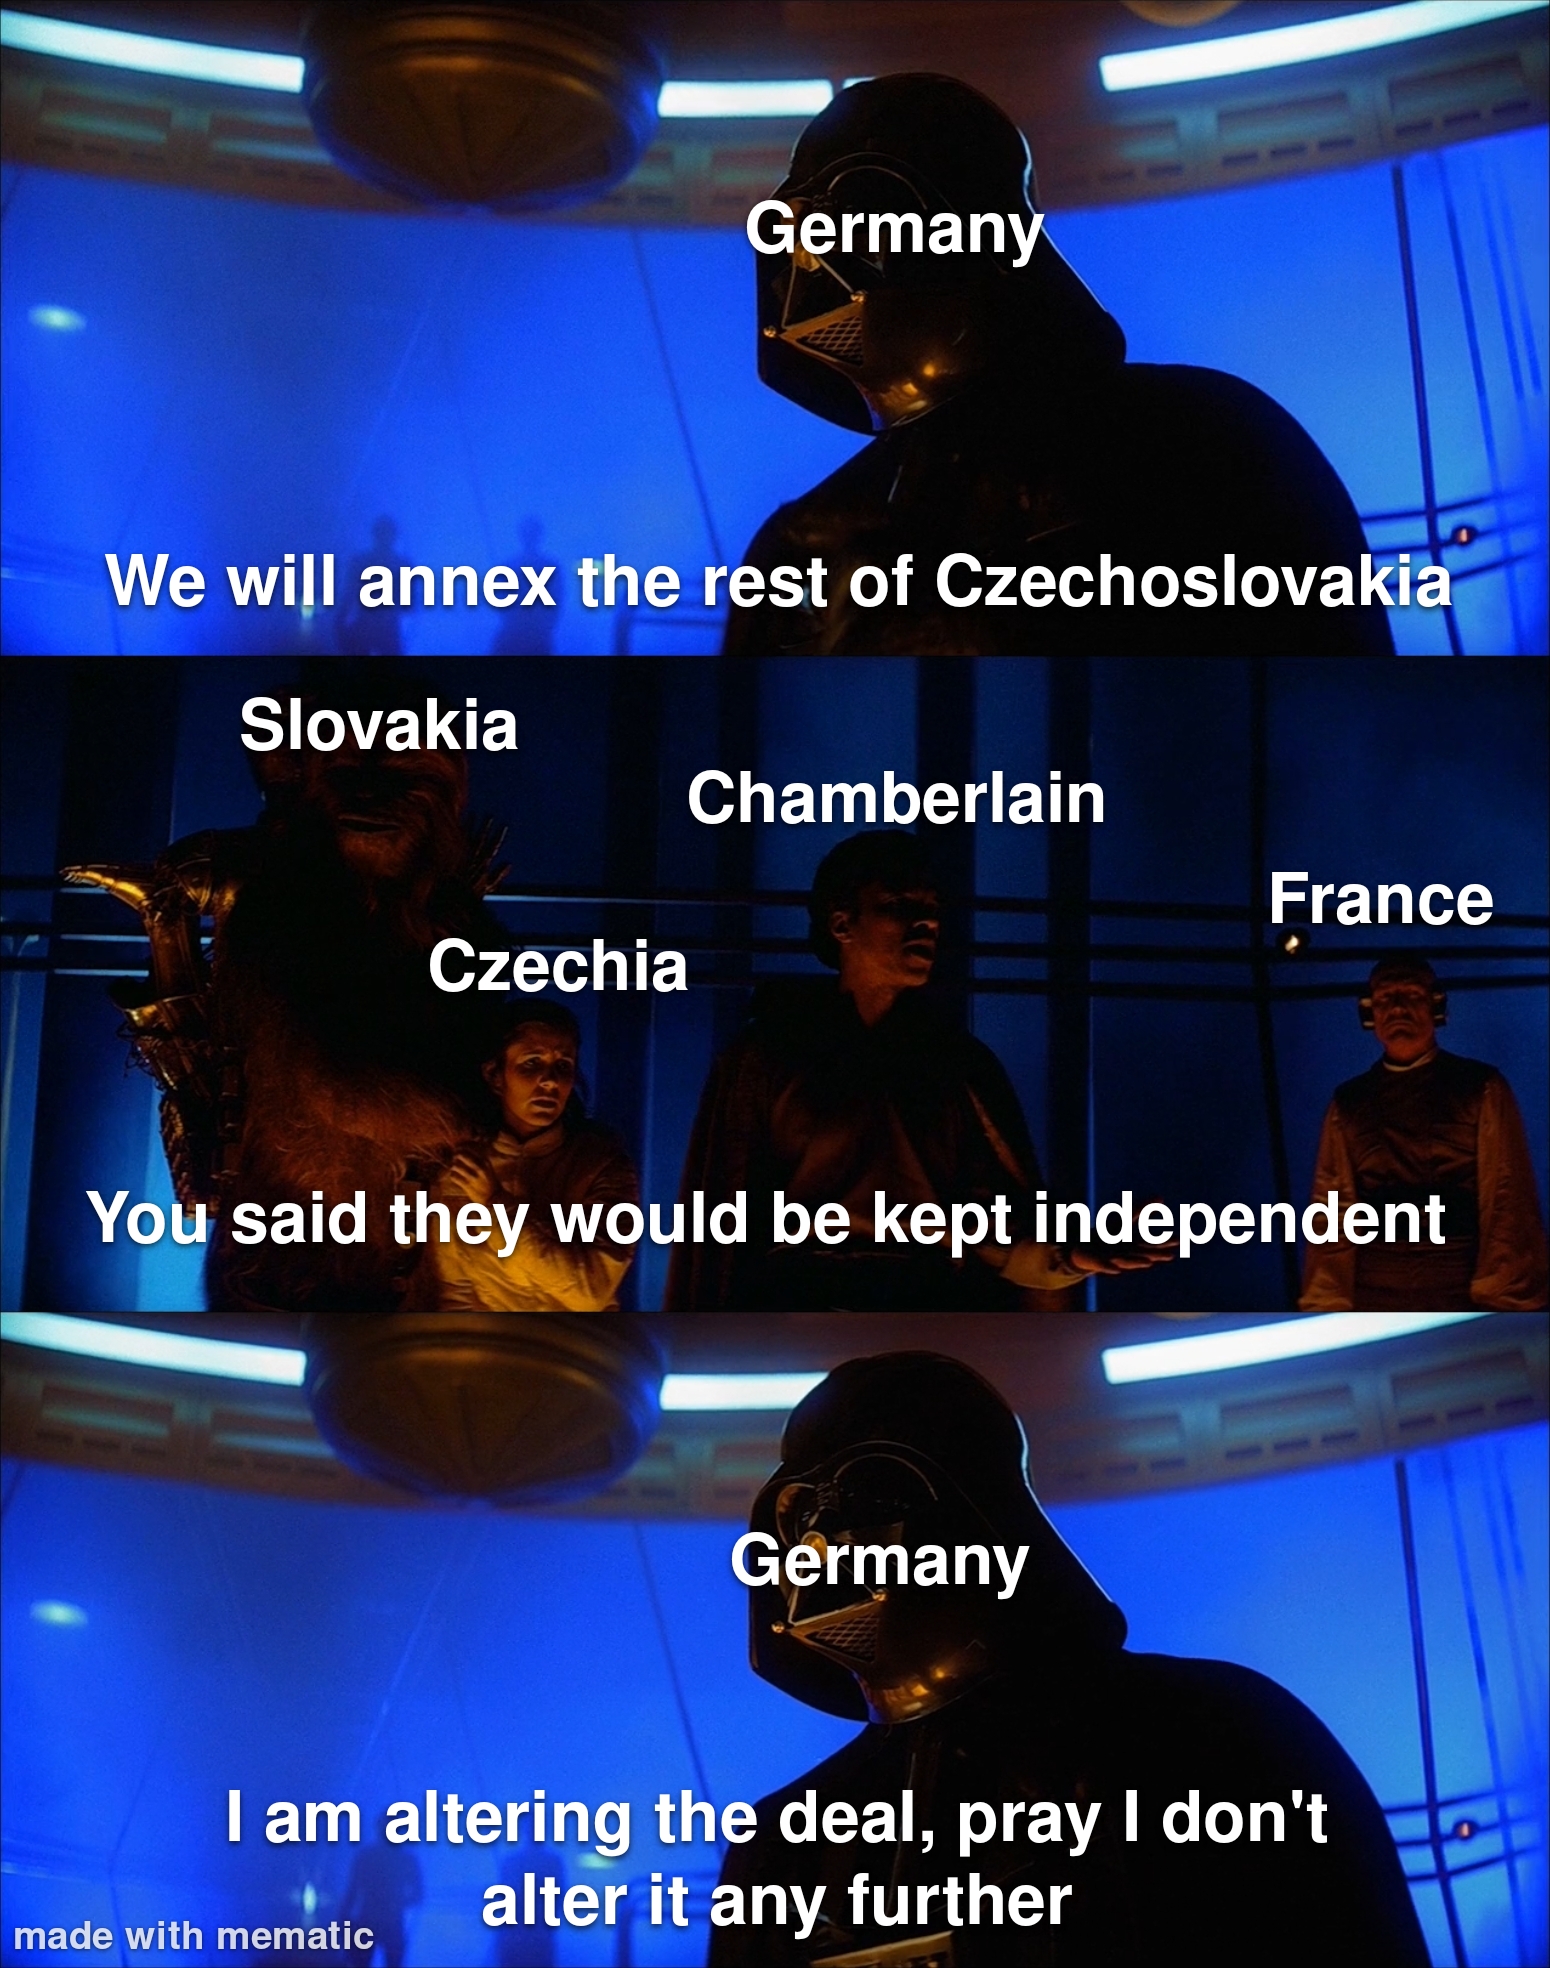 Germany
We will annex the rest of Czechoslovakia
Slovakia
Chamberlain
France
Czechia
You said they would be kept independent
Germany
I am altering the deal, pray I don't
alter it any further
made with mematic